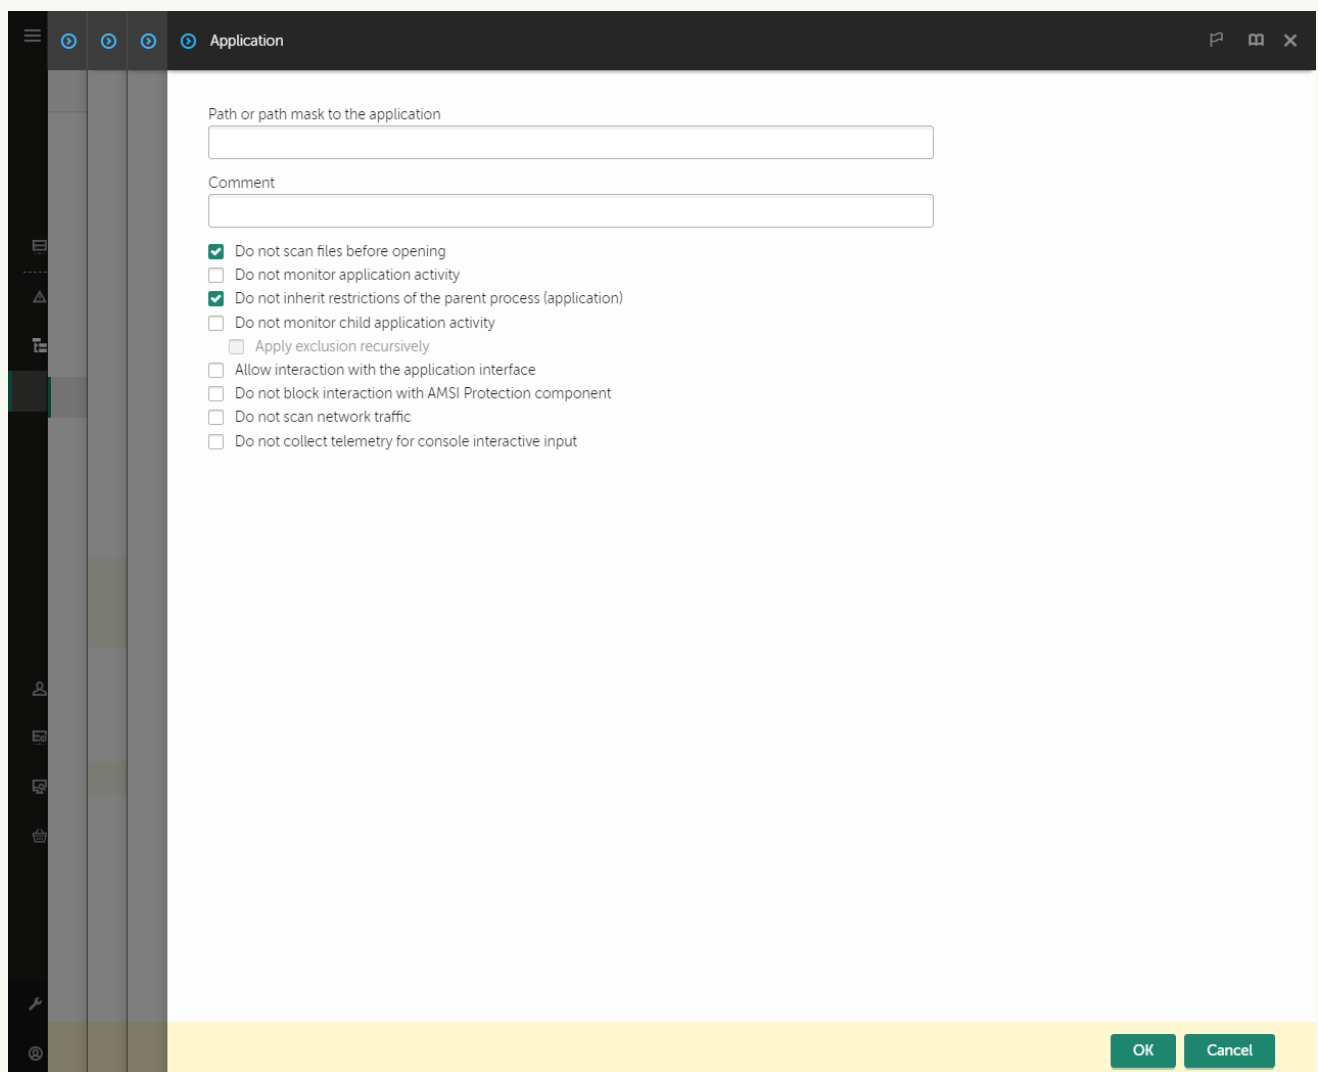 Application
Path or path mask to the application
Comment
Do not scan files before opening
Do not monitor application activity
Do not inherit restrictions of the parent process (application)
Do not monitor child application activity
Apply exclusion recursively
Allow interaction with the application interface
Do not block interaction with AMSI Protection component
Do not scan network traffic
Do not collect telemetry for console interactive input
OK Cancel